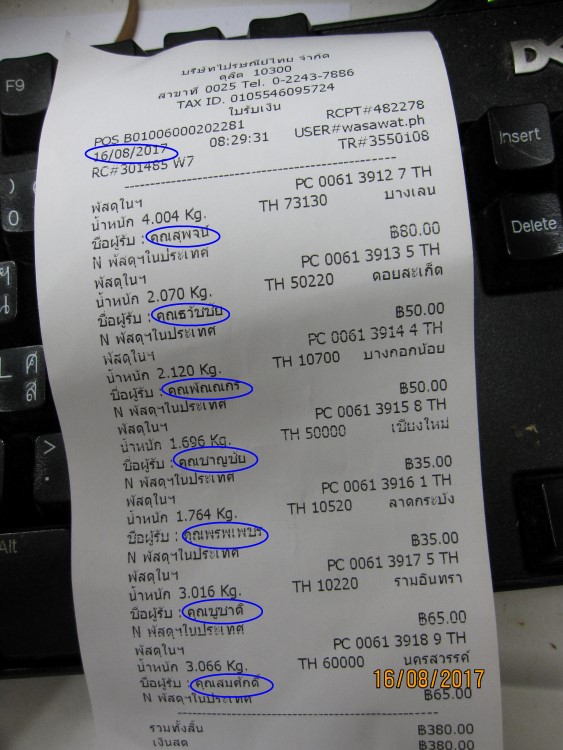 บริษัทไปรษณีย์ไทย จำกัด
ดุสิต 10300
สาขาที่ 0025 Tel. 0-2243-7886
TAX ID. 0105546095724
ใบรับเงิน
POS B01006000202281 RCPT#482278
16/08/2017 08:29:31 USER#wasawat.ph
RC#301485 W7 TR#3550108
พัสดุในฯ PC 0061 3912 7 TH
น้ำหนัก 4.004 Kg. TH 73130 บางเลน
ชื่อผู้รับ : คุณสุพจน์
N พัสดุฯในประเทศ ฿80.00
พัสดุในฯ PC 0061 3913 5 TH
น้ำหนัก 2.070 Kg. TH 50220 ดอยสะเก็ด
ชื่อผู้รับ : คุณธวัชชัย
N พัสดุฯในประเทศ ฿50.00
พัสดุในฯ PC 0061 3914 4 TH
น้ำหนัก 2.120 Kg. TH 10700 บางกอกน้อย
ชื่อผู้รับ :
N พัสดุฯในประเทศ ฿50.00
พัสดุในฯ PC 0061 3915 8 TH
น้ำหนัก 1.696 Kg. TH 50000 เชียงใหม่
ชื่อผู้รับ : คุณชาญชัย
N พัสดุฯในประเทศ ฿35.00
พัสดุในฯ PC 0061 3916 1 TH
น้ำหนัก 1.764 Kg. TH 10520 ลาดกระบัง
ชื่อผู้รับ : คุณพรพเพชร
N พัสดุฯในประเทศ ฿35.00
พัสดุในฯ PC 0061 3917 5 TH
น้ำหนัก 3.016 Kg. TH 10220 รามอินทรา
ชื่อผู้รับ : คุณชูชาติ
N พัสดุฯในประเทศ ฿65.00
พัสดุในฯ PC 0061 3918 9 TH
น้ำหนัก 3.066 Kg. TH 60000 นครสวรรค์
ชื่อผู้รับ : คุณสมศักดิ์
N พัสดุฯในประเทศ ฿65.00
รวมทั้งสิ้น ฿380.00
เงินสด ฿380.00
16/08/2017
F9
Insert
Delete
Alt